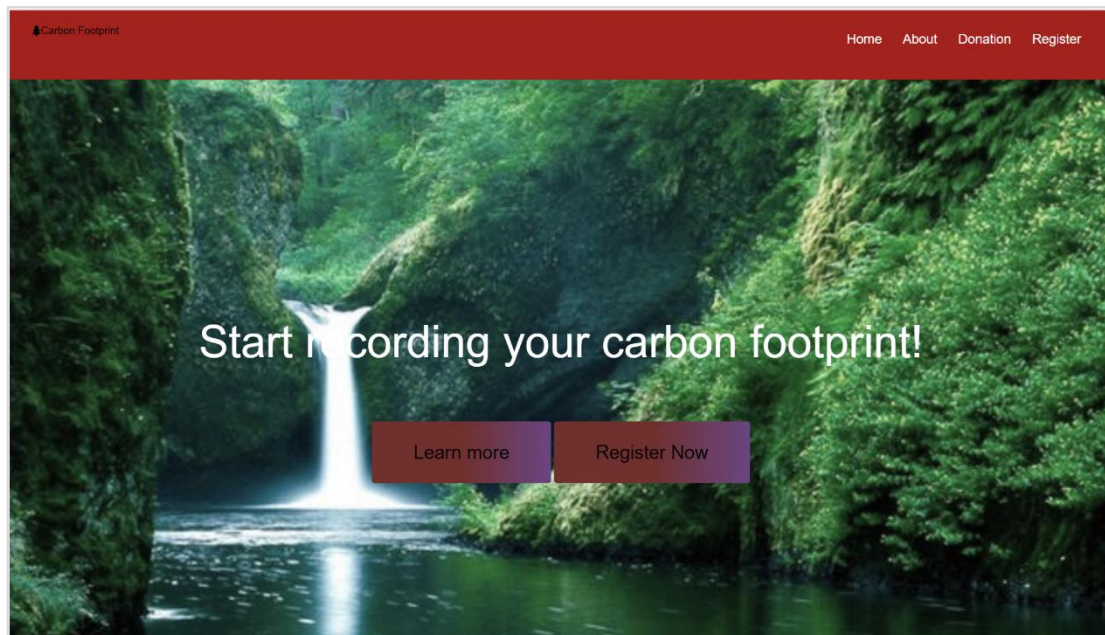 Carbon Footprint
Home About Donation Register
Start recording your carbon footprint!
Learn more Register Now